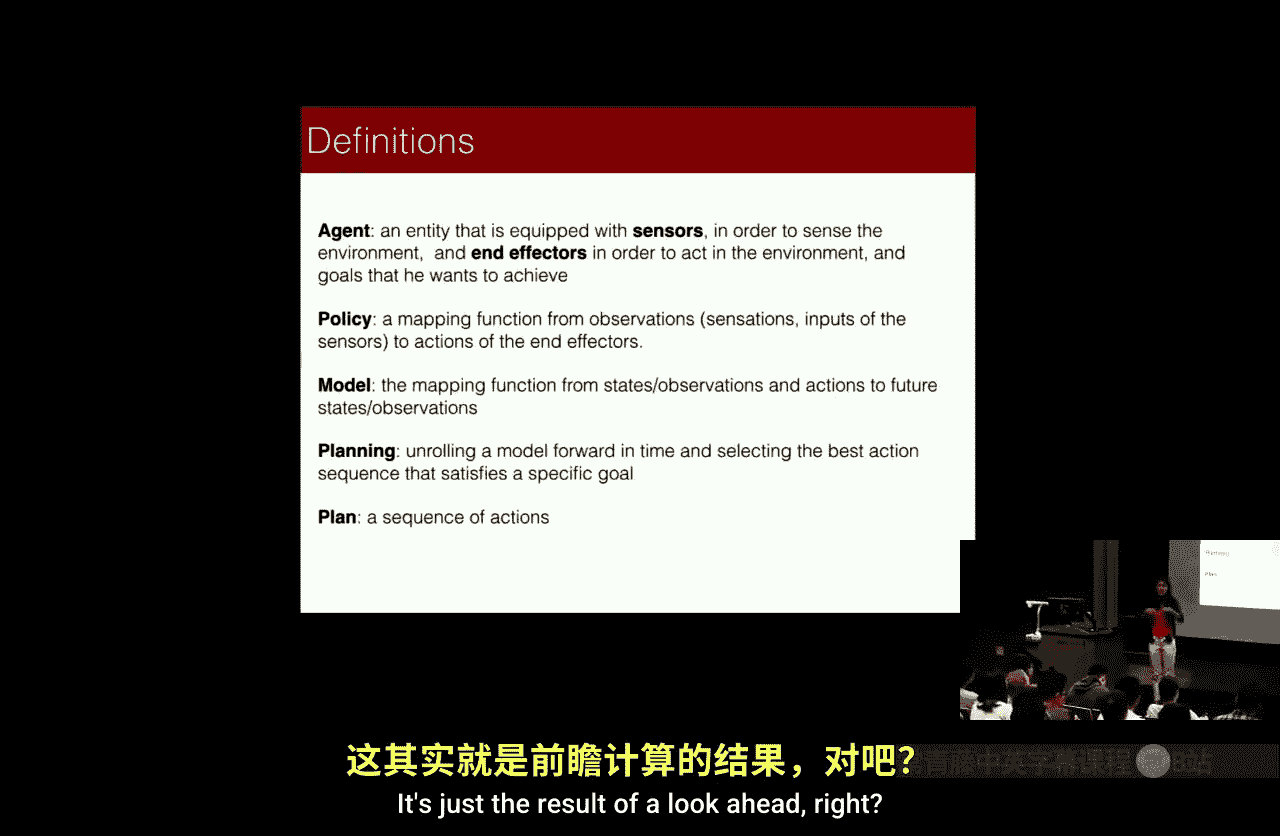 Definitions
Agent: an entity that is equipped with sensors, in order to sense the
environment, and end effectors in order to act in the environment, and
goals that he wants to achieve
Policy: a mapping function from observations (sensations, inputs of the
sensors) to actions of the end effectors.
Model: the mapping function from states/observations and actions to future
states/observations
Planning: unrolling a model forward in time and selecting the best action
sequence that satisfies a specific goal
Plan: a sequence of actions
Planning
Plan
这其实就是前瞻计算的结果，对吧？
It's just the result of a look ahead, right?